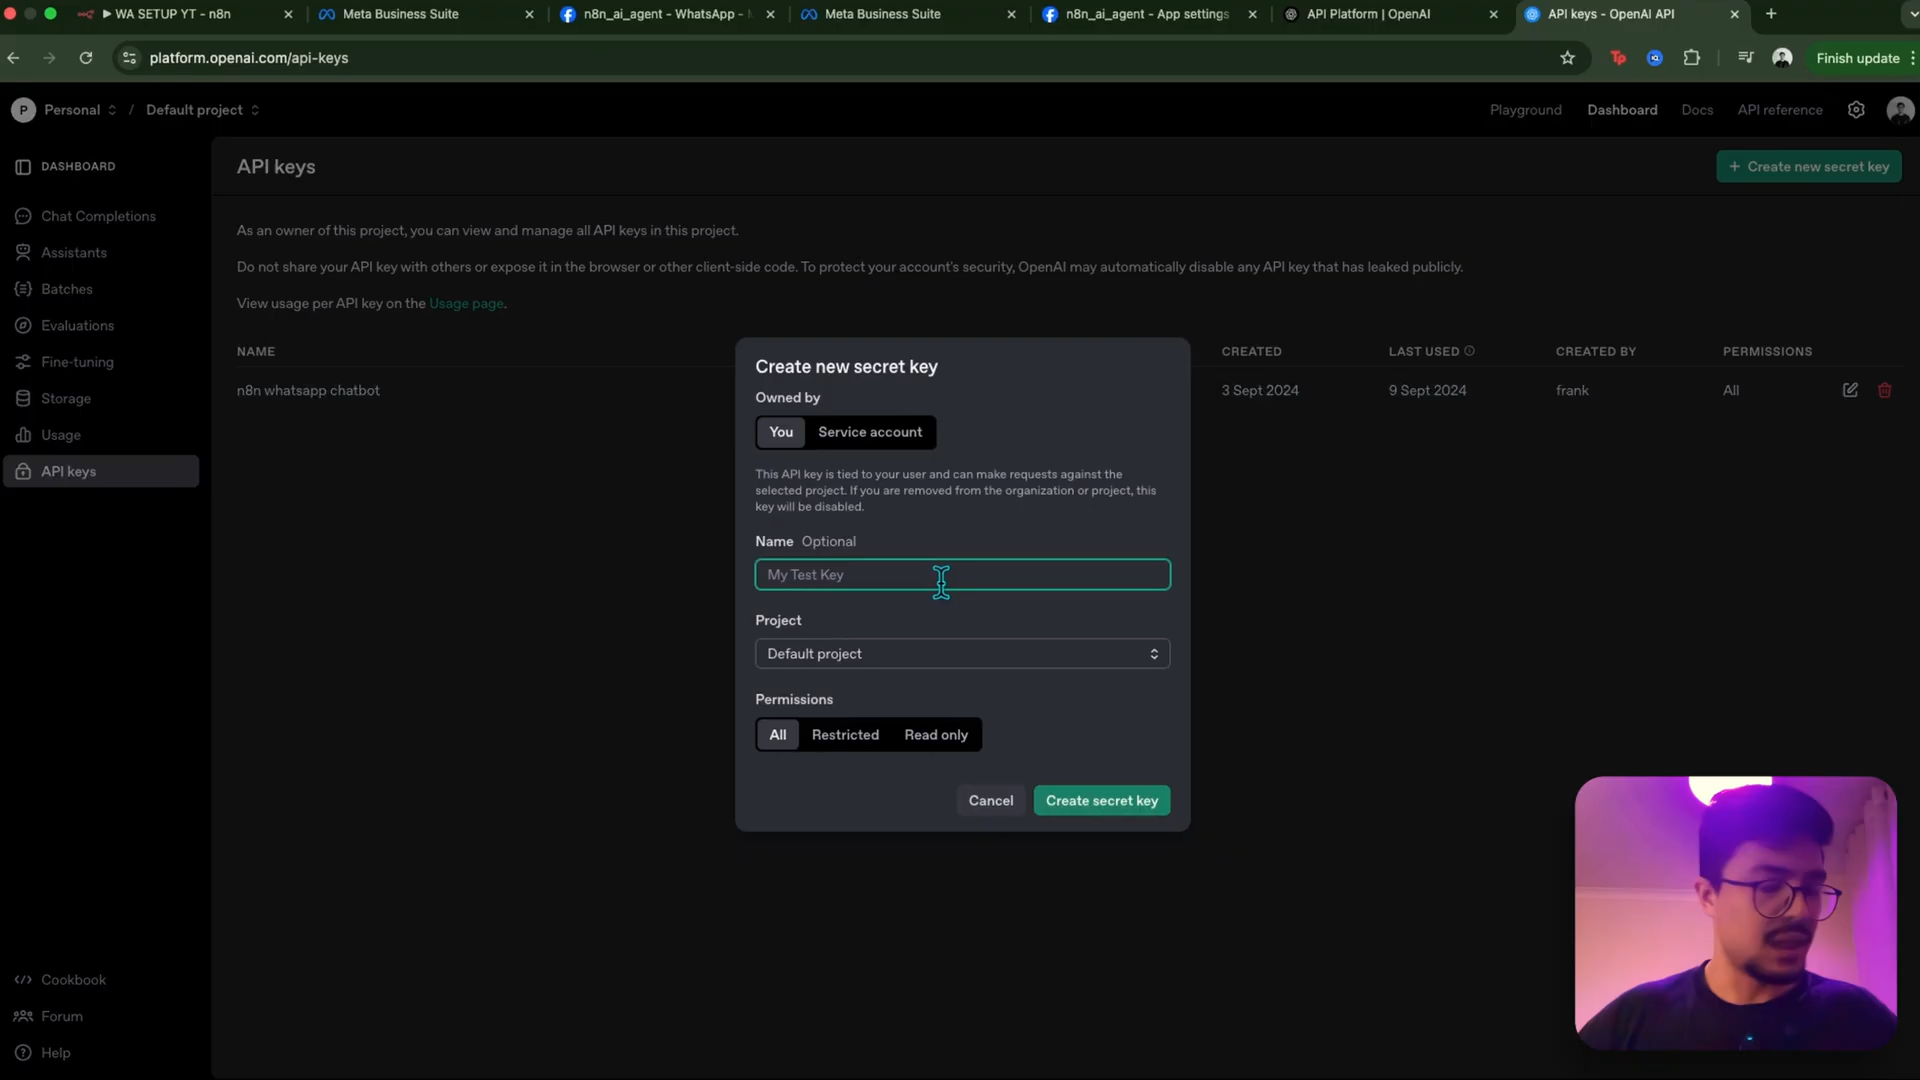 WA SETUP YT - n8n
Meta Business Suite
n8n_ai_agent - WhatsApp -
Meta Business Suite
n8n_ai_agent - App settings
API Platform | OpenAI
API keys - OpenAI API
platform.openai.com/api-keys
Tp
Finish update
P Personal / Default project
Playground
Dashboard
Docs
API reference
DASHBOARD
API keys
+ Create new secret key
Chat Completions
Assistants
Batches
Evaluations
Fine-tuning
Storage
Usage
API keys
As an owner of this project, you can view and manage all API keys in this project.
Do not share your API key with others or expose it in the browser or other client-side code. To protect your account's security, OpenAI may automatically disable any API key that has leaked publicly.
View usage per API key on the Usage page.
NAME
CREATED
LAST USED
CREATED BY
PERMISSIONS
n8n whatsapp chatbot
3 Sept 2024
9 Sept 2024
frank
All
Create new secret key
Owned by
You
Service account
This API key is tied to your user and can make requests against the
selected project. If you are removed from the organization or project, this
key will be disabled.
Name Optional
My Test Key
Project
Default project
Permissions
All
Restricted
Read only
Cancel
Create secret key
Cookbook
Forum
Help